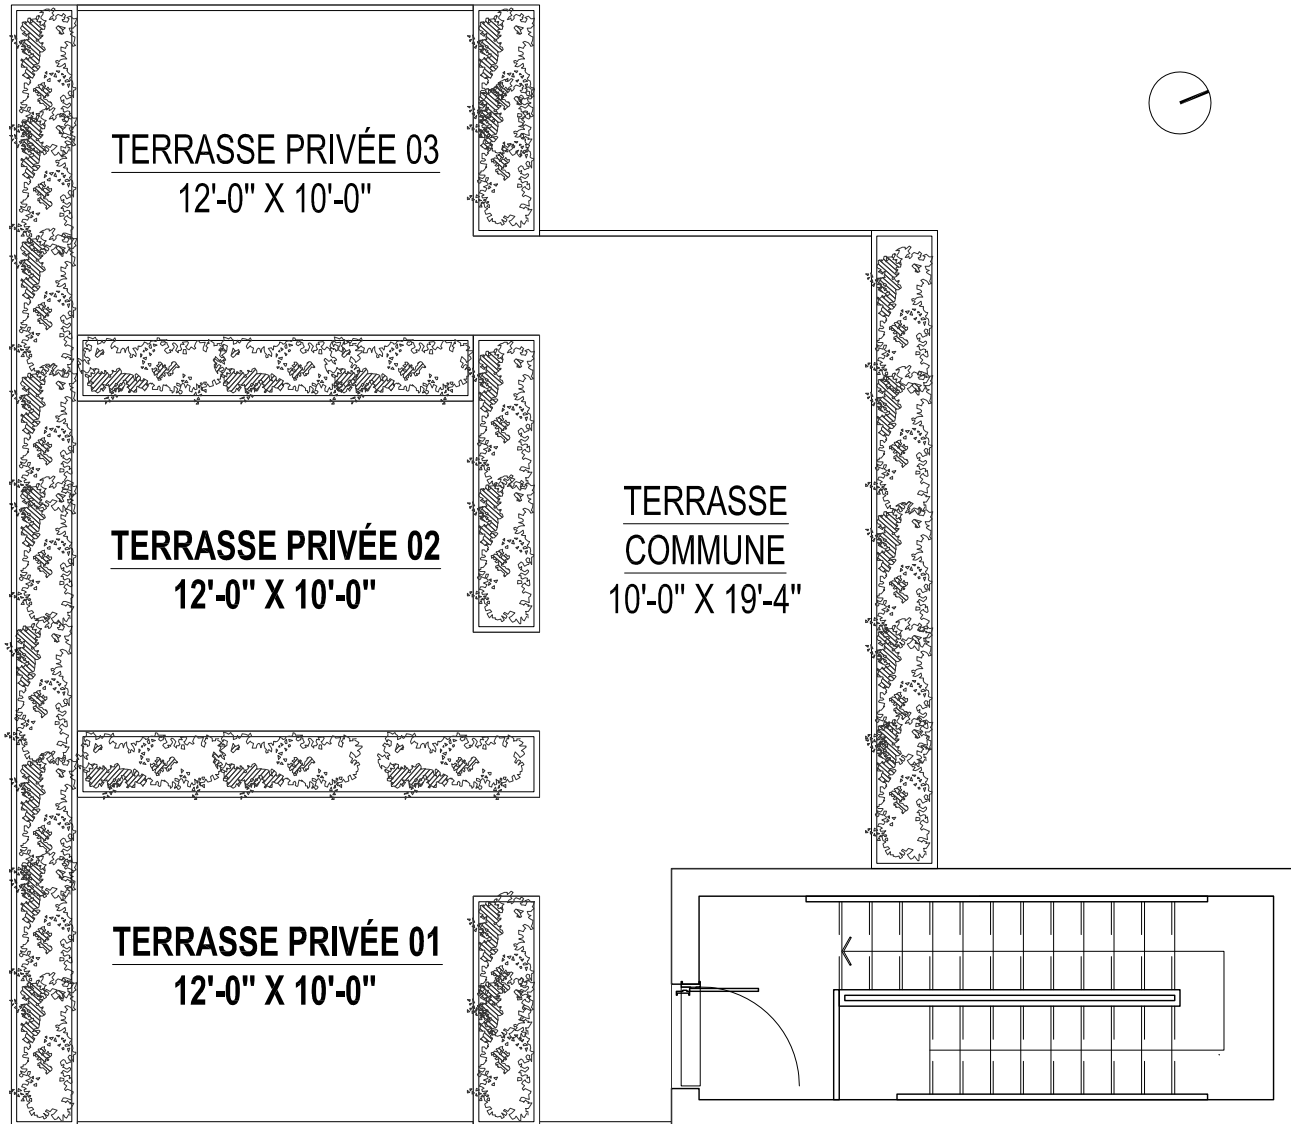 TERRASSE PRIVÉE 03
12'-0" X 10'-0"
TERRASSE PRIVÉE 02
12'-0" X 10'-0"
TERRASSE
COMMUNE
10'-0" X 19'-4"
TERRASSE PRIVÉE 01
12'-0" X 10'-0"